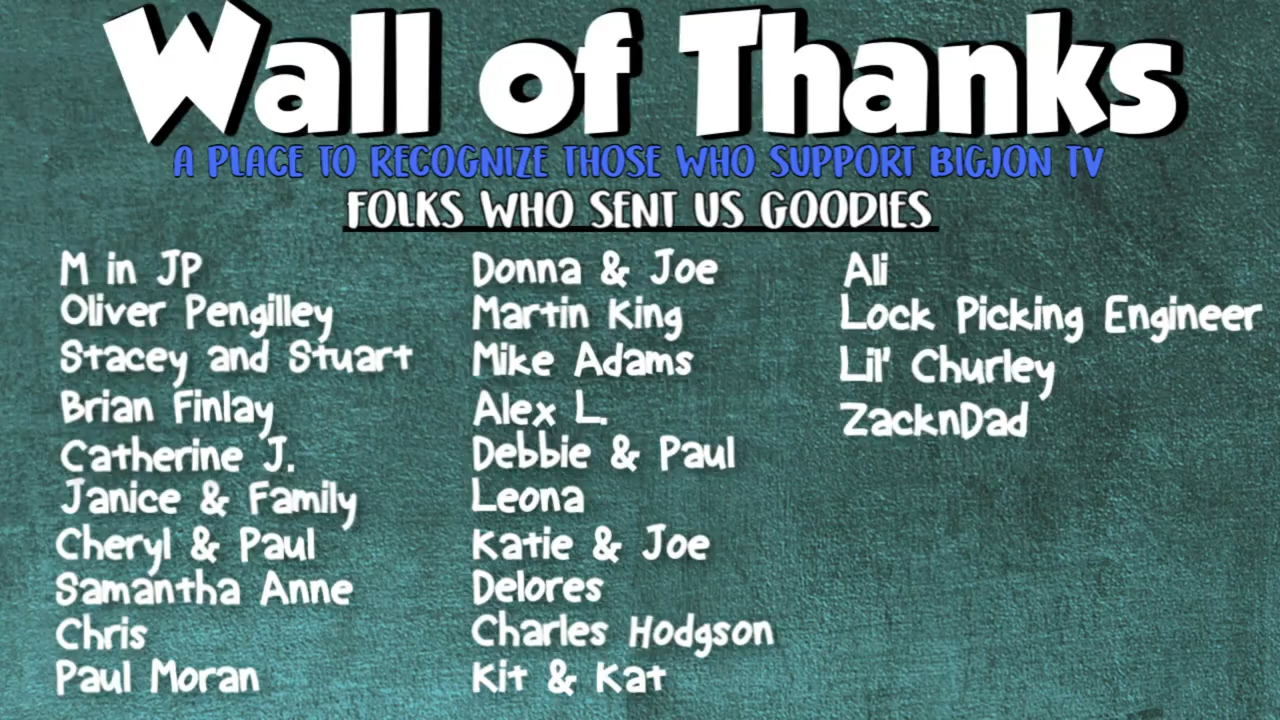 Wall of Thanks
A PLACE TO RECOGNIZE THOSE WHO SUPPORT BIGJON TV
FOLKS WHO SENT US GOODIES
M in JP
Oliver Pengilley
Stacey and Stuart
Brian Finlay
Catherine J.
Janice & Family
Cheryl & Paul
Samantha Anne
Chris
Paul Moran
Donna & Joe
Martin King
Mike Adams
Alex L.
Debbie & Paul
Leona
Katie & Joe
Delores
Charles Hodgson
Kit & Kat
Ali
Lock Picking Engineer
Lil' Churley
ZacknDad